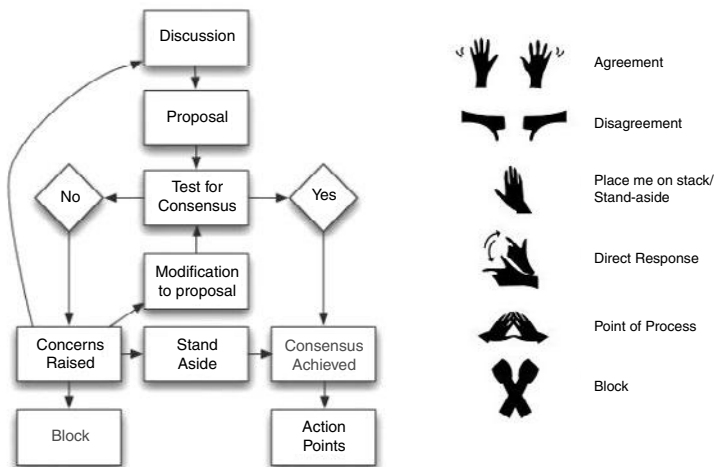 Discussion
Proposal
No
Test for
Consensus
Yes
Modification
to proposal
Concerns
Raised
Stand
Aside
Consensus
Achieved
Block
Action
Points
Agreement
Disagreement
Place me on stack/
Stand-aside
Direct Response
Point of Process
Block